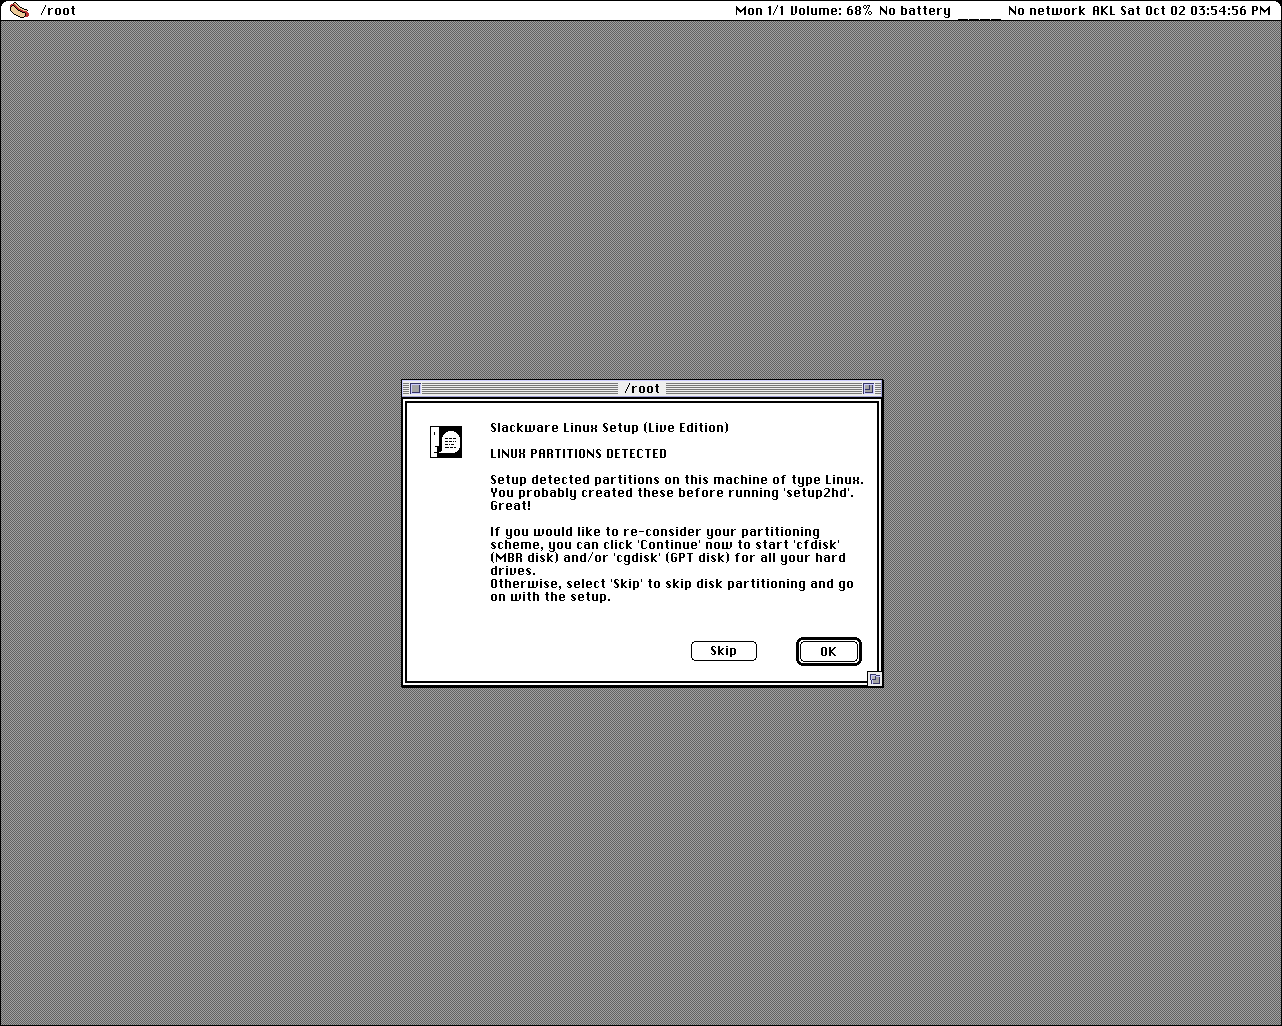 /root
Mon 1/1 Volume: 68% No battery ____ No network AKL Sat Oct 02 03:54:56 PM
/root
Slackware Linux Setup (Live Edition)
LINUX PARTITIONS DETECTED
Setup detected partitions on this machine of type Linux.
You probably created these before running 'setup2hd'.
Great!
If you would like to re-consider your partitioning
scheme, you can click 'Continue' now to start 'cfdisk'
(MBR disk) and/or 'cgdisk' (GPT disk) for all your hard
drives.
Otherwise, select 'Skip' to skip disk partitioning and go
on with the setup.
Skip
OK